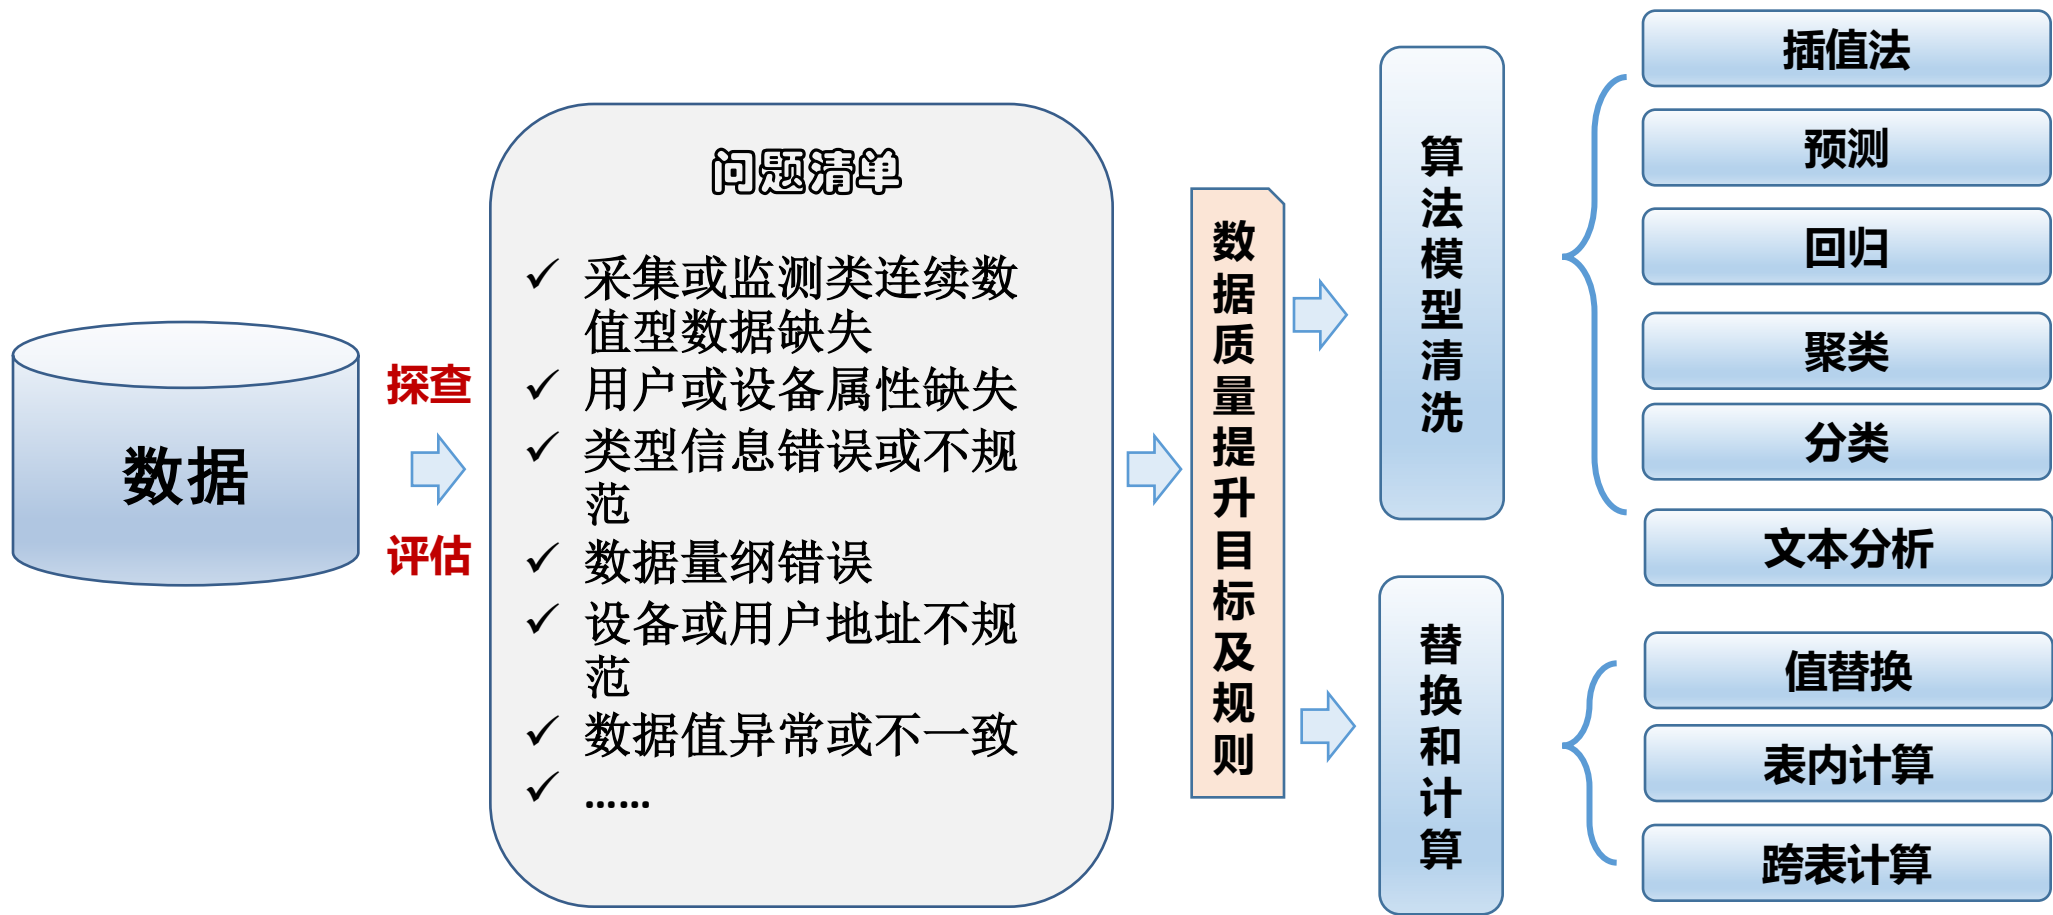 数据
探查
评估
问题清单
✓ 采集或监测类连续数
值型数据缺失
✓ 用户或设备属性缺失
✓ 类型信息错误或不规
范
✓ 数据量纲错误
✓ 设备或用户地址不规
范
✓ 数据值异常或不一致
✓ ……
数据质量提升目标及规则
算法模型清洗
插值法
预测
回归
聚类
分类
文本分析
替换和计算
值替换
表内计算
跨表计算